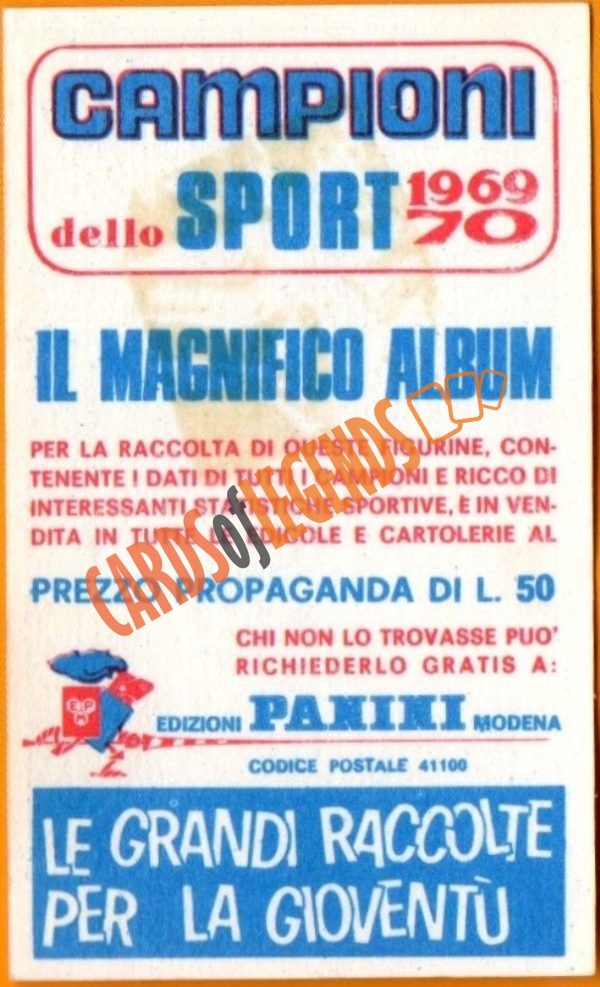 CAMPIONI
dello SPORT 1969 70
IL MAGNIFICO ALBUM
PER LA RACCOLTA DI QUESTE FIGURINE, CON-
TENENTE I DATI DI TUTTI I CAMPIONI E RICCO DI
INTERESSANTI STATISTICHE SPORTIVE, È IN VEN-
DITA IN TUTTE LE EDICOLE E CARTOLERIE AL
PREZZO PROPAGANDA DI L. 50
CHI NON LO TROVASSE PUO'
RICHIEDERLO GRATIS A:
EPM
EDIZIONI PANINI MODENA
CODICE POSTALE 41100
LE GRANDI RACCOLTE
PER LA GIOVENTÙ
CARDSofLEGENDS